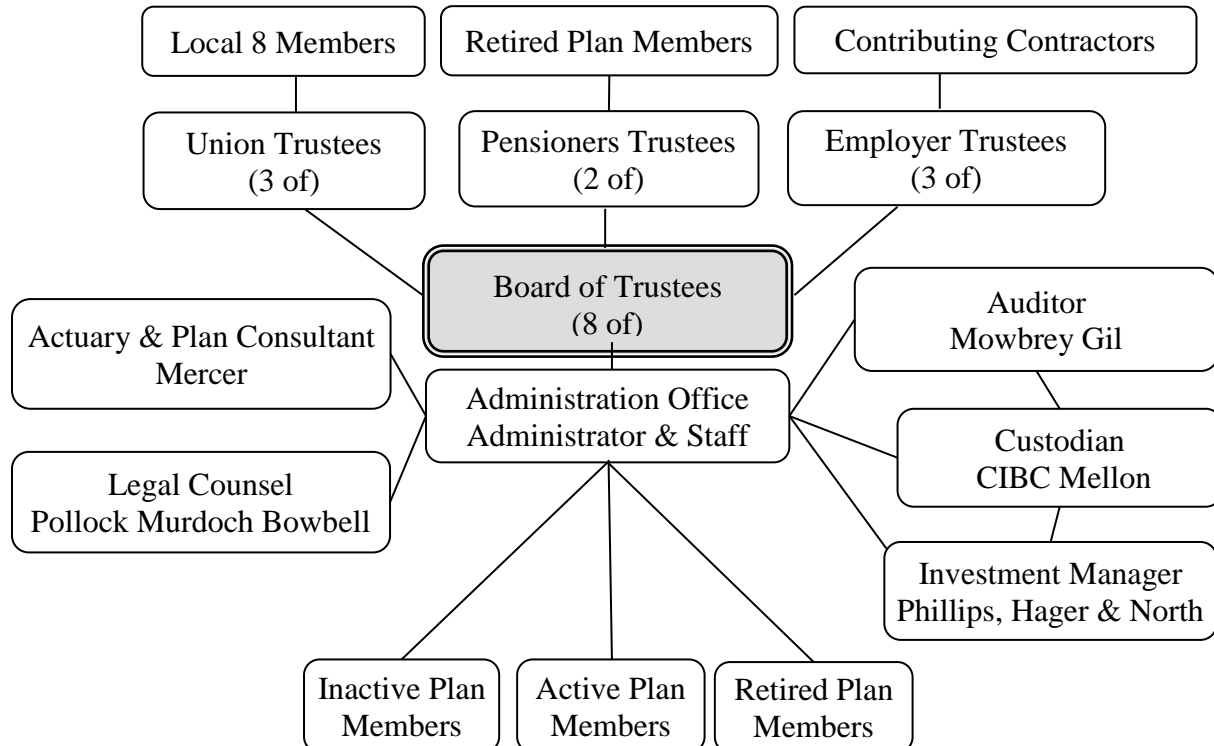 Local 8 Members
Retired Plan Members
Contributing Contractors
Union Trustees
(3 of)
Pensioners Trustees
(2 of)
Employer Trustees
(3 of)
Board of Trustees
(8 of)
Actuary & Plan Consultant
Mercer
Auditor
Mowbrey Gil
Administration Office
Administrator & Staff
Custodian
CIBC Mellon
Legal Counsel
Pollock Murdoch Bowbell
Investment Manager
Phillips, Hager & North
Inactive Plan
Members
Active Plan
Members
Retired Plan
Members